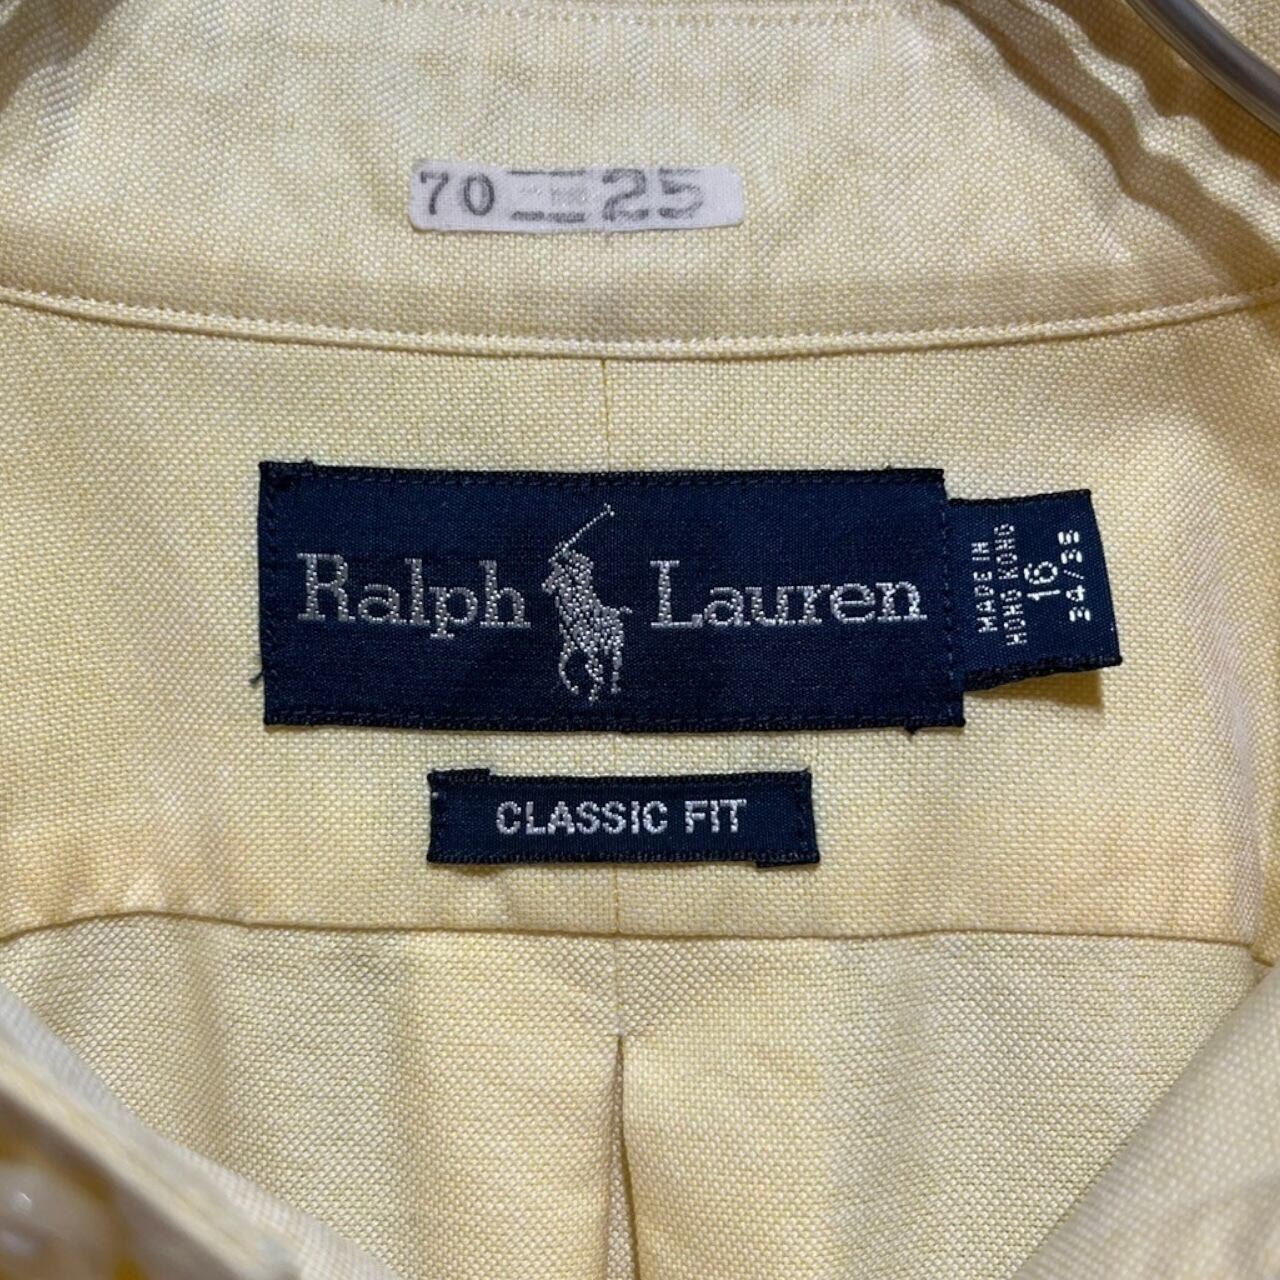 70 25
Ralph Lauren
MADE IN
HONG KONG
16
34/35
CLASSIC FIT